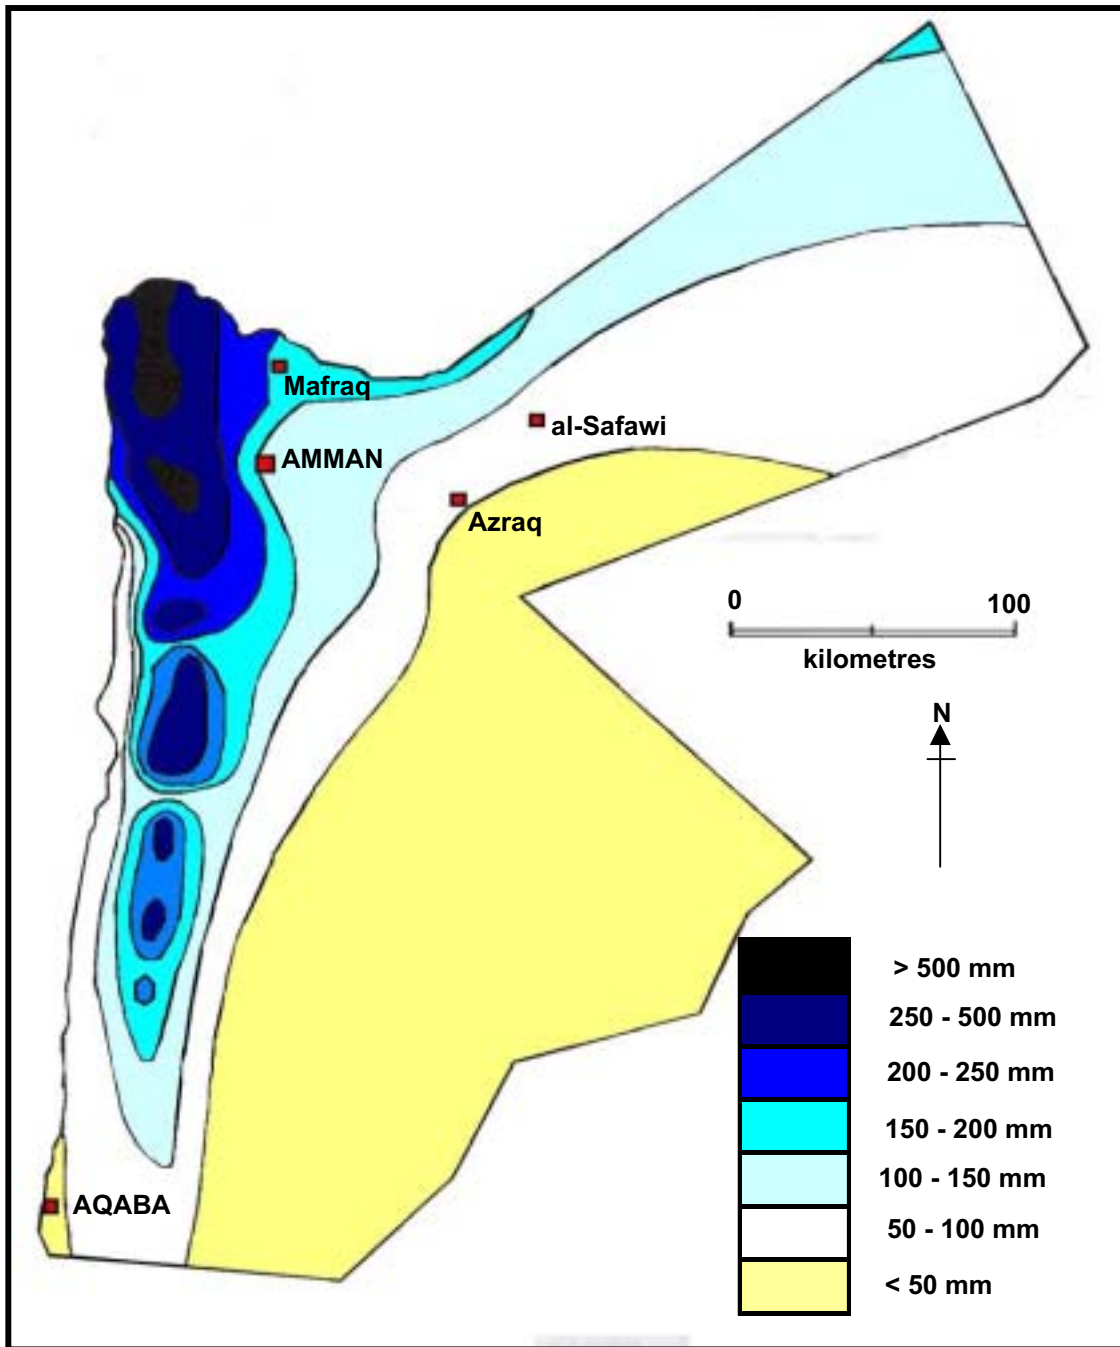 Mafraq
al-Safawi
AMMAN
Azraq
0 100
kilometres
N
> 500 mm
250 - 500 mm
200 - 250 mm
150 - 200 mm
100 - 150 mm
50 - 100 mm
< 50 mm
AQABA